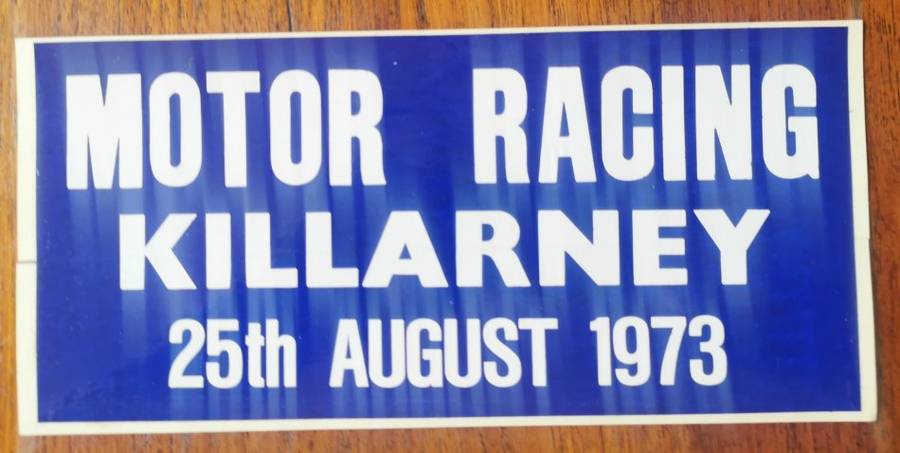 MOTOR RACING
KILLARNEY
25th AUGUST 1973